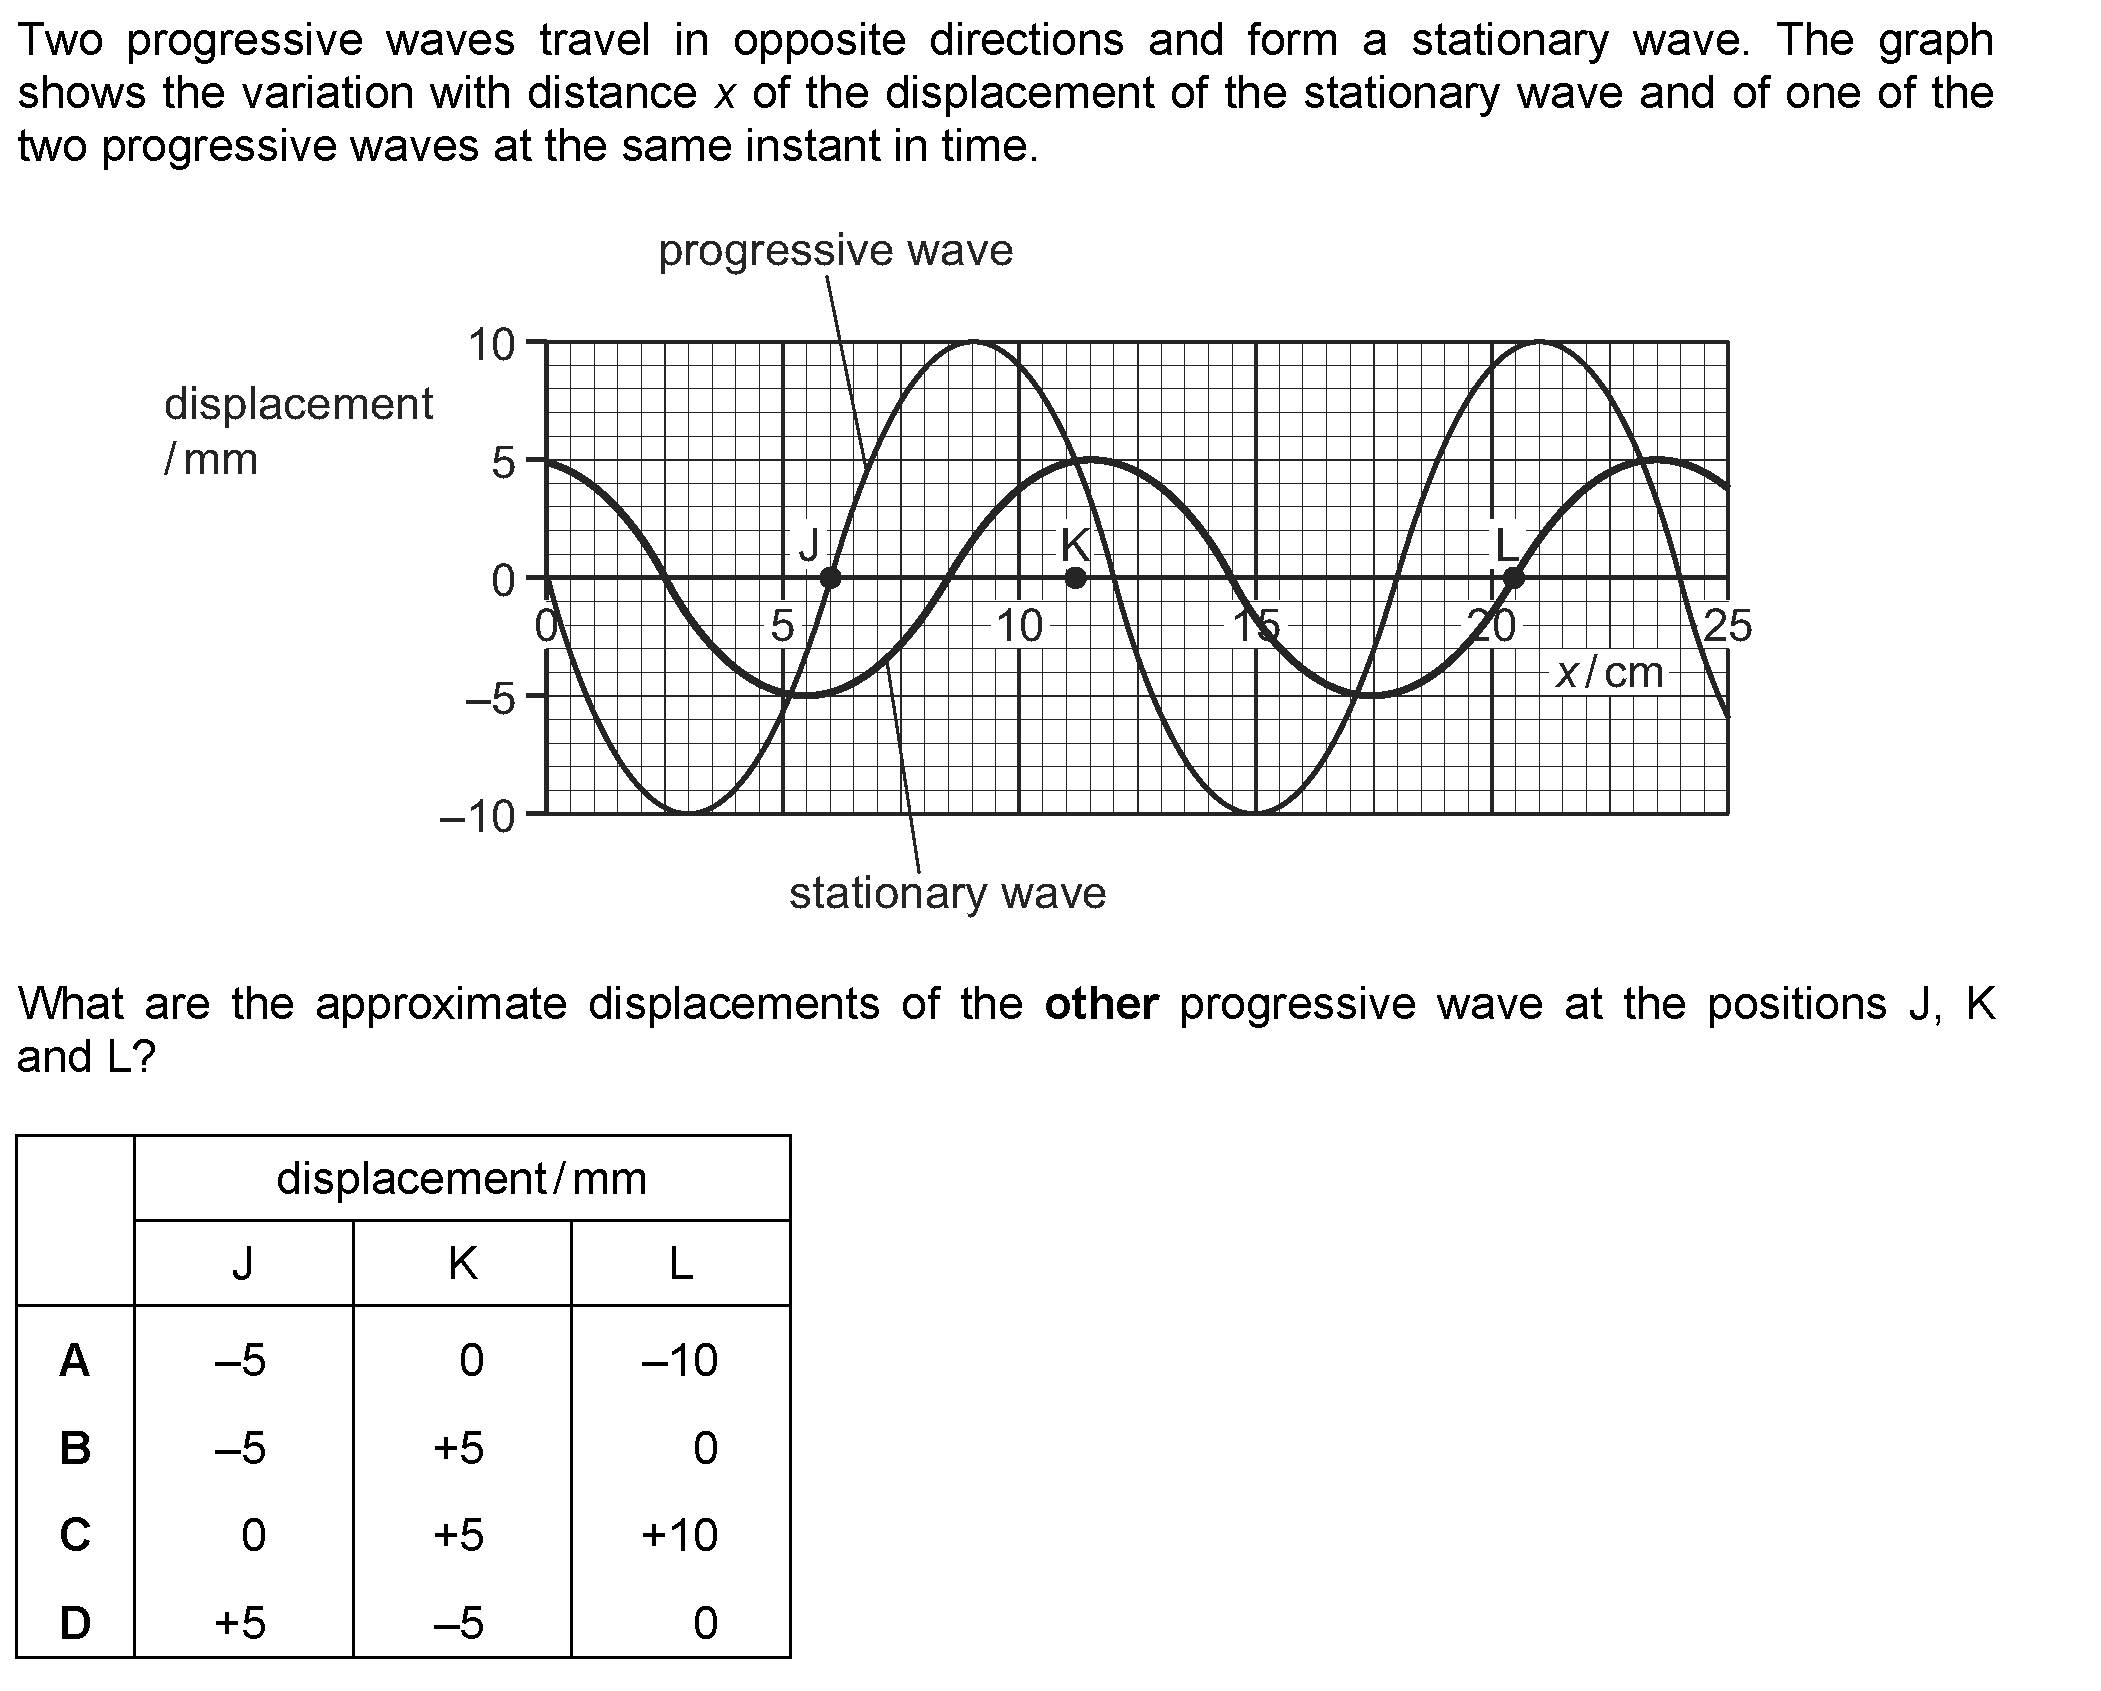 Two progressive waves travel in opposite directions and form a stationary wave. The graph
shows the variation with distance x of the displacement of the stationary wave and of one of the
two progressive waves at the same instant in time.
progressive wave
displacement
/ mm
10
5
0
–5
–10
J
K
L
0
5
10
15
20
25
x / cm
stationary wave
What are the approximate displacements of the other progressive wave at the positions J, K
and L?
displacement / mm
J K L
A –5 0 –10
B –5 +5 0
C 0 +5 +10
D +5 –5 0